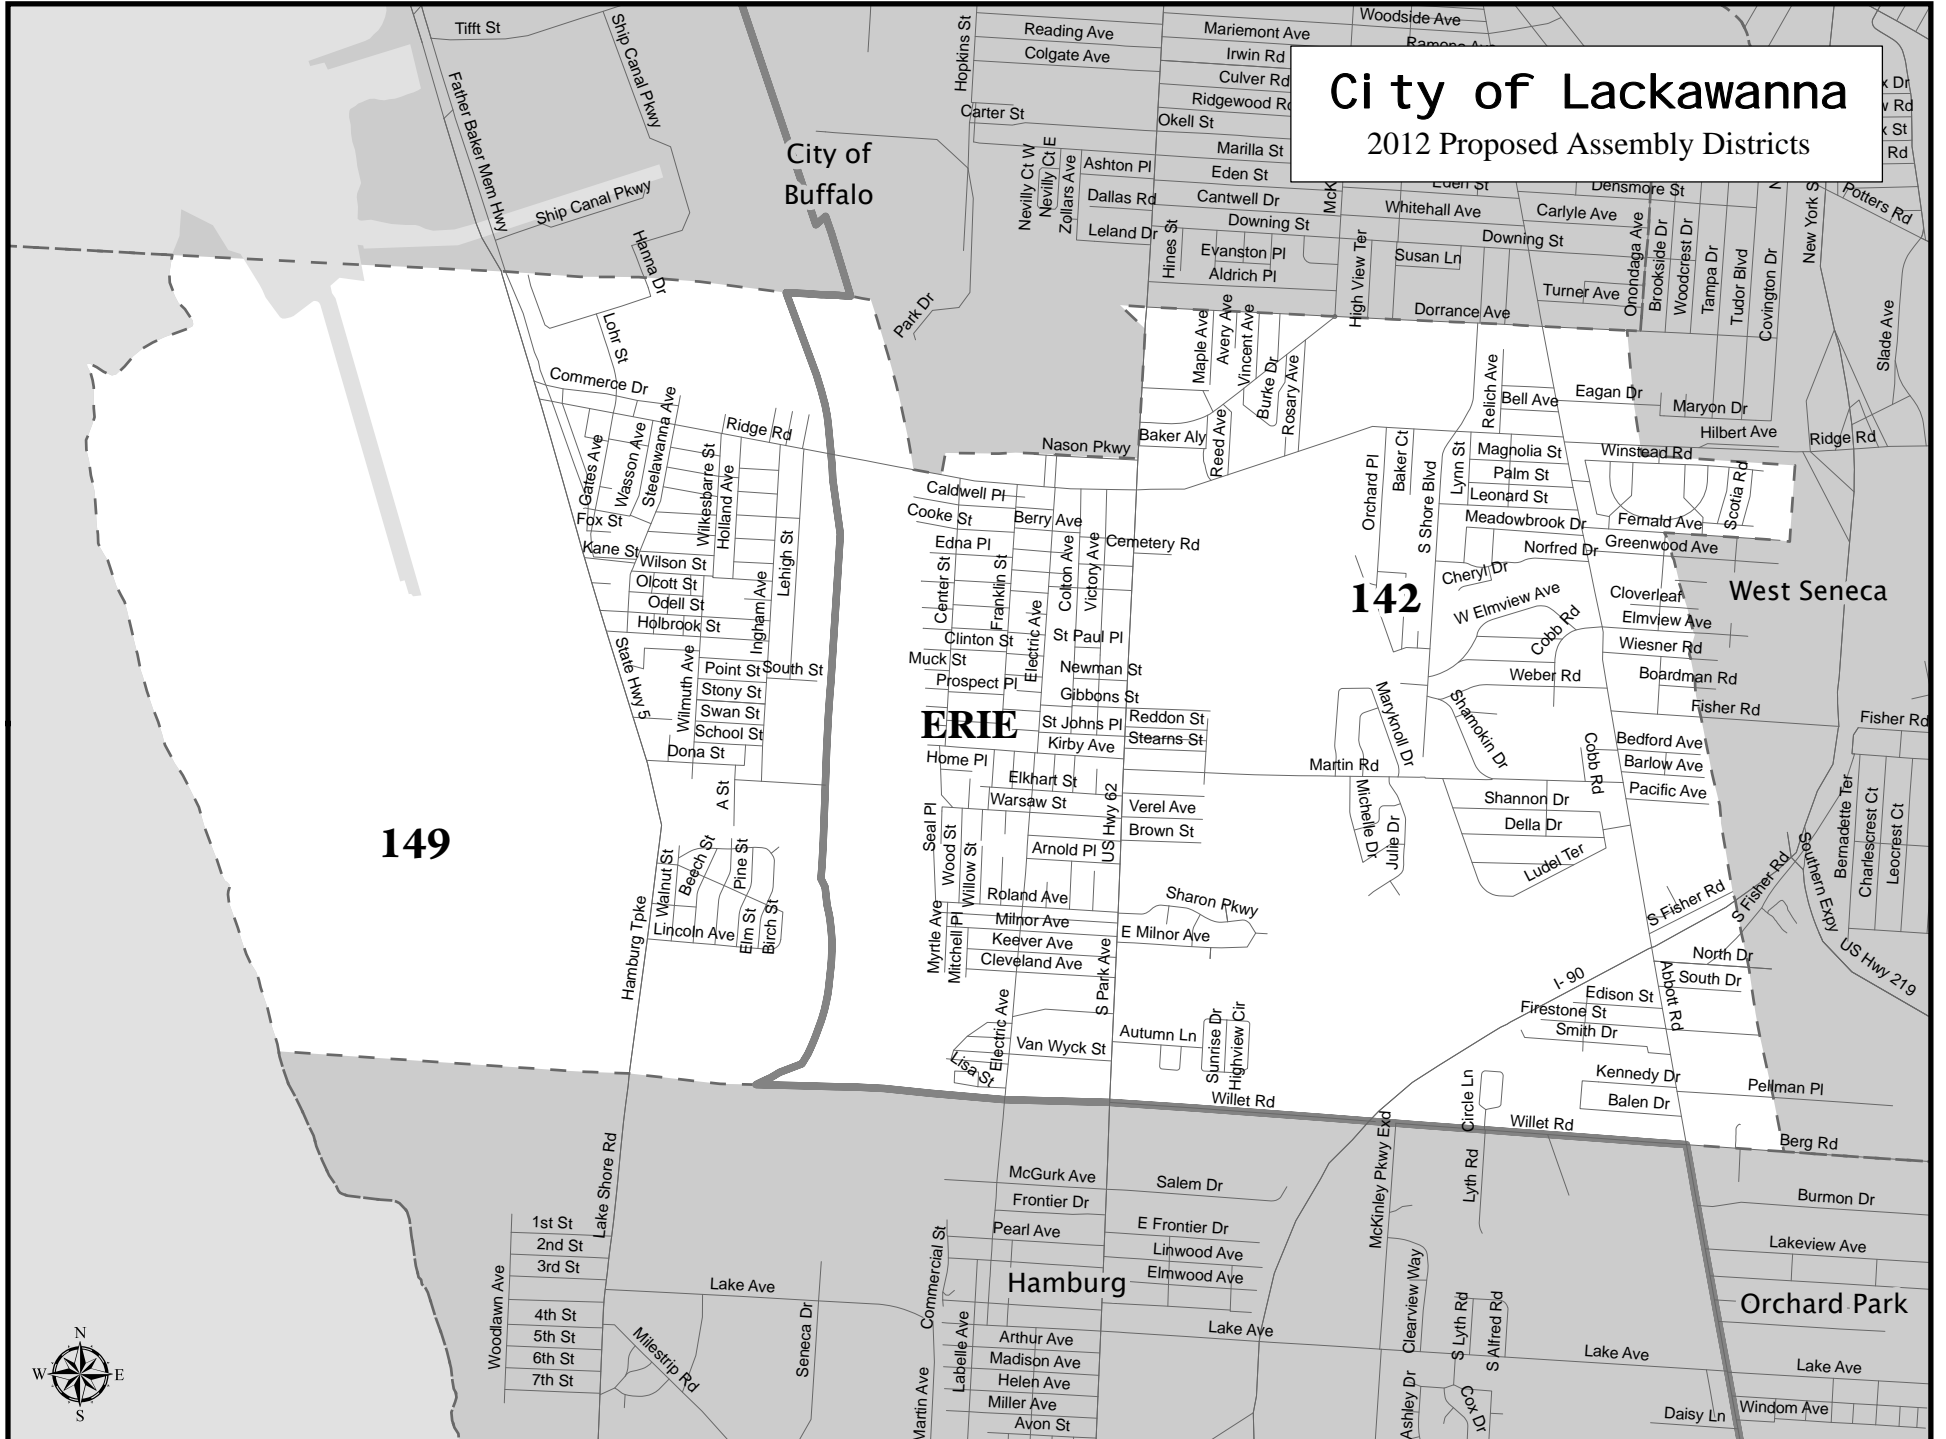 City of Lackawanna
2012 Proposed Assembly Districts
Tifft St
Ship Canal Pkwy
Father Baker Mem Hwy
Ship Canal Pkwy
Hanna Dr
City of
Buffalo
Hopkins St
Reading Ave
Colgate Ave
Carter St
Mariemont Ave
Irwin Rd
Culver Rd
Ridgewood Rd
Okell St
Woodside Ave
Marilla St
Eden St
Cantwell Dr
Downing St
Evanston Pl
Aldrich Pl
Hines St
Nevilly Ct W
Nevilly Ct E
Zollars Ave
Ashton Pl
Dallas Rd
Leland Dr
Park Dr
Eden St
Densmore St
Whitehall Ave
Carlyle Ave
Downing St
Susan Ln
Turner Ave
High View Ter
Dorrance Ave
Onondaga Ave
Brookside Dr
Woodcrest Dr
Tampa Dr
Tudor Blvd
Covington Dr
New York S
Potters Rd
Slade Ave
x Dr
w Rd
x St
Rd
Lohr St
Commerce Dr
Ridge Rd
Gates Ave
Wasson Ave
Steelawanna Ave
Wilkesbarre St
Holland Ave
Lehigh St
Ingham Ave
Fox St
Kane St
Wilson St
Olcott St
Odell St
Holbrook St
State Hwy 5
Wilmuth Ave
Point St
South St
Stony St
Swan St
School St
Dona St
A St
Hamburg Tpke
Walnut St
Beech St
Pine St
Elm St
Birch St
Lincoln Ave
149
Maple Ave
Avery Ave
Vincent Ave
Burke Dr
Rosary Ave
Reed Ave
Baker Aly
Nason Pkwy
Caldwell Pl
Cooke St
Berry Ave
Edna Pl
Center St
Franklin St
Electric Ave
Colton Ave
Victory Ave
Cemetery Rd
Clinton St
Muck St
Prospect Pl
St Paul Pl
Newman St
Gibbons St
St Johns Pl
Kirby Ave
Reddon St
Stearns St
ERIE
Home Pl
Elkhart St
Warsaw St
US Hwy 62
Verel Ave
Brown St
Seal Pl
Wood St
Willow St
Arnold Pl
Roland Ave
Milnor Ave
Keever Ave
Cleveland Ave
Myrtle Ave
Mitchell Pl
Sharon Pkwy
E Milnor Ave
S Park Ave
Electric Ave
Van Wyck St
Lisa St
Autumn Ln
Sunrise Dr
Highview Cir
Willet Rd
Relich Ave
Bell Ave
Eagan Dr
Maryon Dr
Hilbert Ave
Ridge Rd
Winstead Rd
Magnolia St
Palm St
Leonard St
Orchard Pl
Baker Ct
S Shore Blvd
Lynn St
Meadowbrook Dr
Norfred Dr
Fernald Ave
Scotia Rd
Greenwood Ave
Cheryl Dr
W Elmview Ave
Cobb Rd
Cloverleaf
Elmview Ave
Wiesner Rd
Boardman Rd
Weber Rd
Fisher Rd
Fisher Rd
142
West Seneca
Maryknoll Dr
Shamokin Dr
Martin Rd
Michelle Dr
Julie Dr
Cobb Rd
Bedford Ave
Barlow Ave
Pacific Ave
Shannon Dr
Della Dr
Ludel Ter
S Fisher Rd
S Fisher Rd
Southern Expy
Bernadette Ter
Charlescrest Ct
Leocrest Ct
US Hwy 219
I- 90
North Dr
South Dr
Abbott Rd
Edison St
Firestone St
Smith Dr
Kennedy Dr
Balen Dr
Pellman Pl
Berg Rd
Circle Ln
Willet Rd
McKinley Pkwy Exd
Lyth Rd
Lake Shore Rd
1st St
2nd St
3rd St
4th St
5th St
6th St
7th St
Woodlawn Ave
Lake Ave
Milestrip Rd
Seneca Dr
Commercial St
Labelle Ave
Martin Ave
McGurk Ave
Salem Dr
Frontier Dr
Pearl Ave
E Frontier Dr
Linwood Ave
Elmwood Ave
Hamburg
Lake Ave
Arthur Ave
Madison Ave
Helen Ave
Miller Ave
Avon St
Clearview Way
S Lyth Rd
S Alfred Rd
Ashley Dr
Cox Dr
Lake Ave
Daisy Ln
Burmon Dr
Lakeview Ave
Orchard Park
Lake Ave
Windom Ave
N
W
E
S